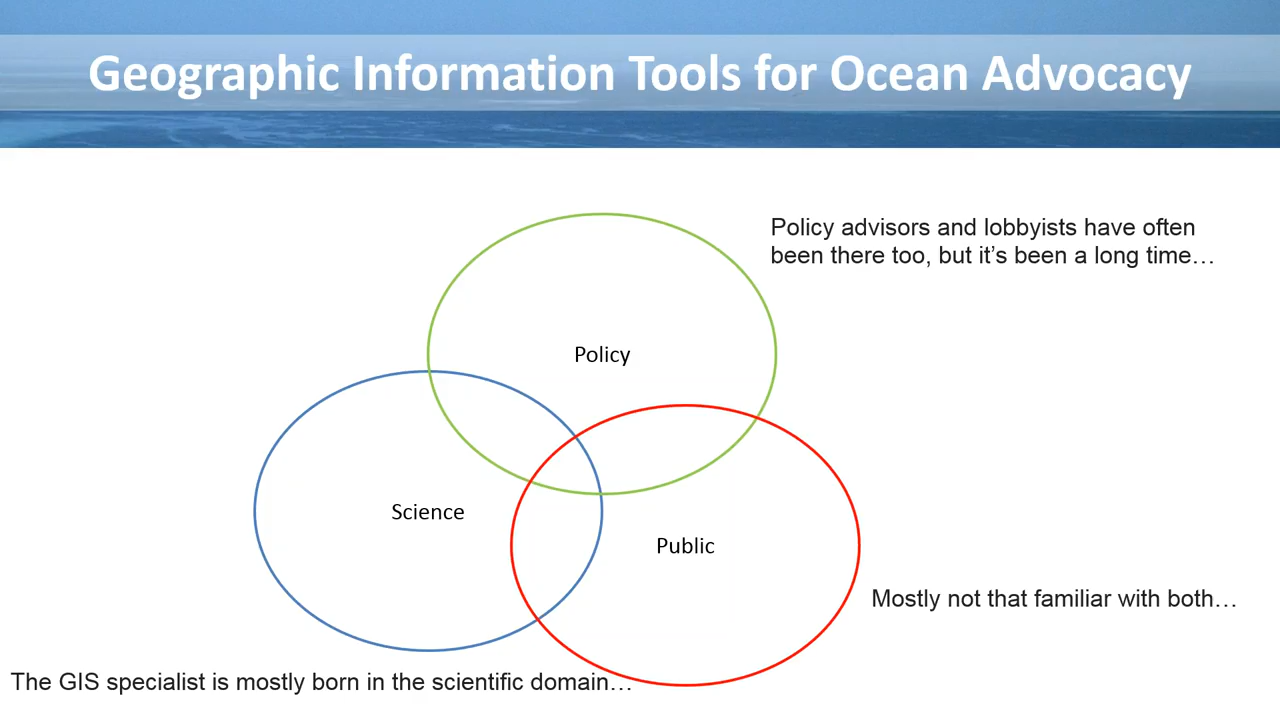 Geographic Information Tools for Ocean Advocacy
Policy advisors and lobbyists have often
been there too, but it’s been a long time…
Policy
Science
Public
Mostly not that familiar with both…
The GIS specialist is mostly born in the scientific domain…